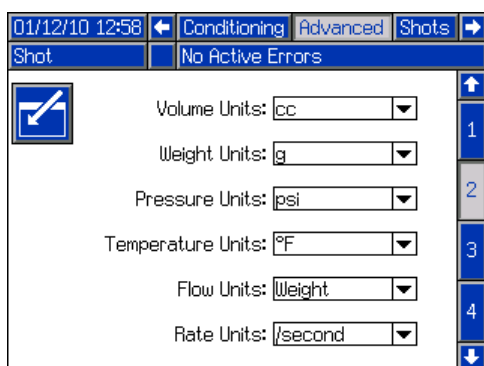 01/12/10 12:58 Conditioning Advanced Shots
Shot No Active Errors
Volume Units: cc
1
Weight Units: g
Pressure Units: psi
2
Temperature Units: °F
3
Flow Units: Weight
4
Rate Units: /second